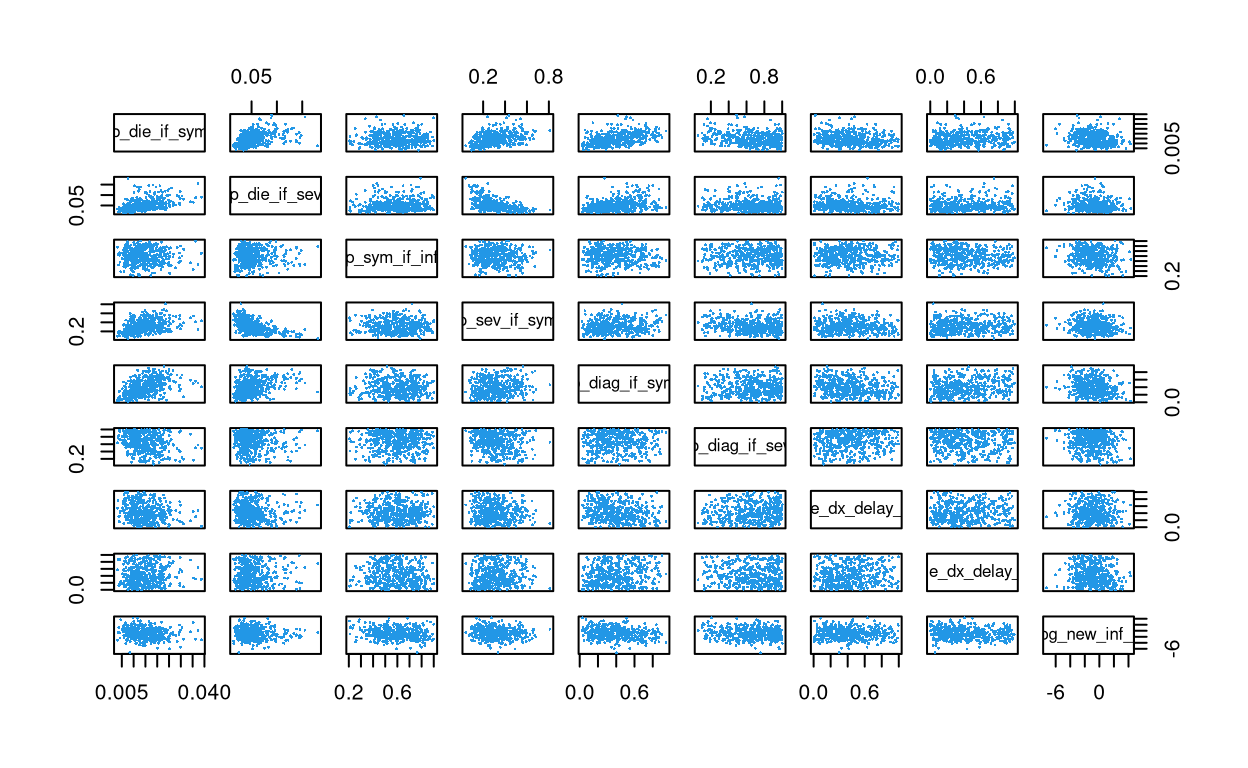 0.05 0.2 0.8 0.2 0.8 0.0 0.6
p_die_if_sym 0.005
0.05 p_die_if_sev
p_sym_if_inf 0.2
0.2 p_sev_if_sym
_diag_if_sym 0.0
0.2 p_diag_if_sev
e_dx_delay_ 0.0
0.0 e_dx_delay_
og_new_inf_ -6
0.005 0.040 0.2 0.6 0.0 0.6 0.0 0.6 -6 0